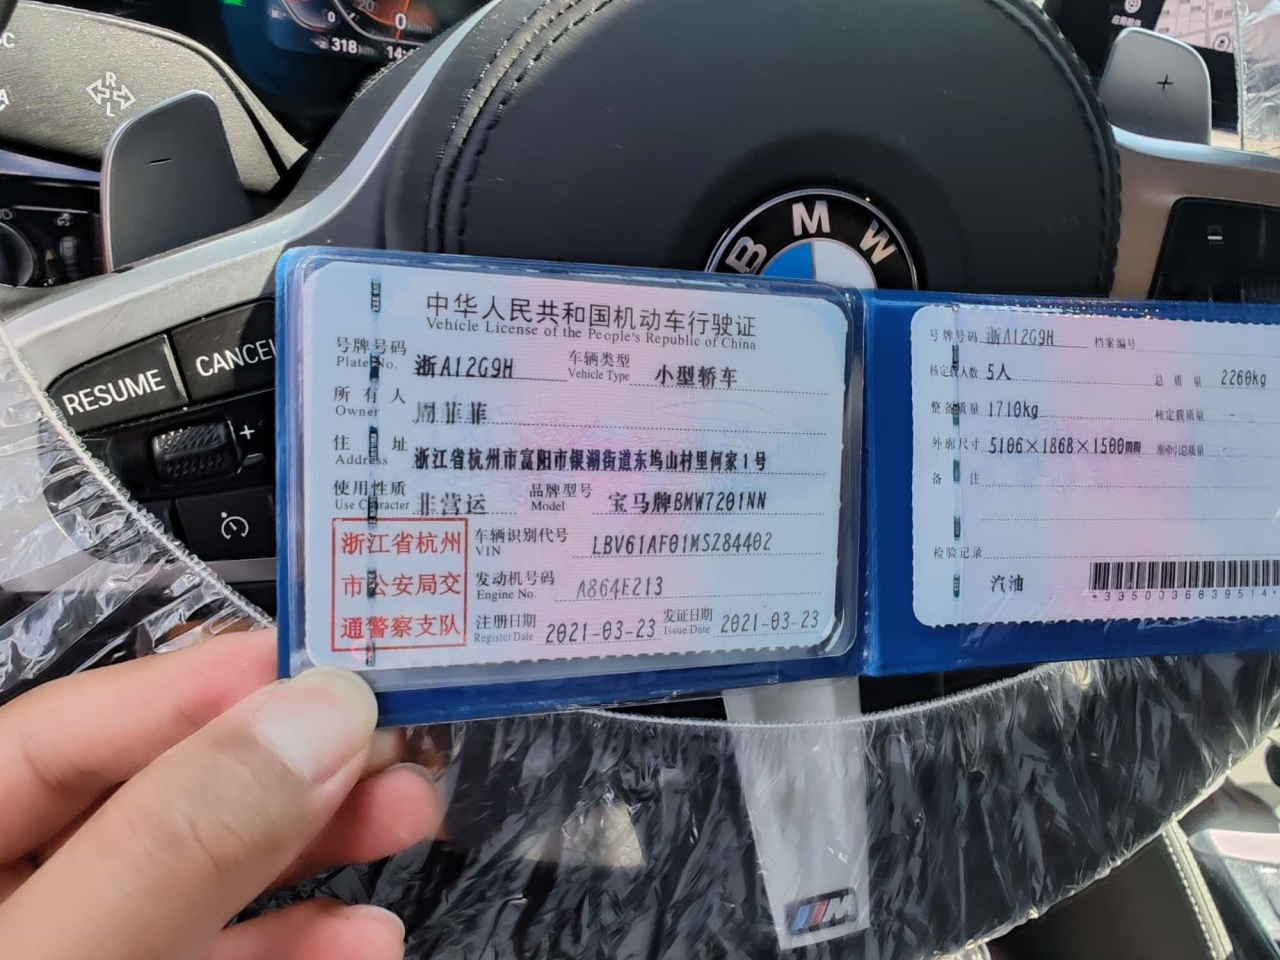 R
L
0
20
0
318km
14:
+
B M W
RESUME
CANCEL
+
中华人民共和国机动车行驶证
Vehicle License of the People's Republic of China
号牌号码 浙A12G9H 车辆类型 小型轿车
Plate No. Vehicle Type
所有人 周菲菲
Owner
住址 浙江省杭州市富阳市银湖街道东坞山村里何家1号
Address
使用性质 非营运 品牌型号 宝马牌BMW7201NN
Use Character Model
浙江省杭州
市公安局交
通警察支队
车辆识别代号 LBV61AF01MSZ84402
VIN
发动机号码 A864E213
Engine No.
注册日期 2021-03-23 发证日期 2021-03-23
Register Date Issue Date
号牌号码 浙A12G9H 档案编号
核定载人数 5人 总质量 2260kg
整备质量 1710kg 核定载质量 -
外廓尺寸 5106×1868×1500mm 准牵引总质量 -
备注
检验记录
汽油
*3350036839514*
M